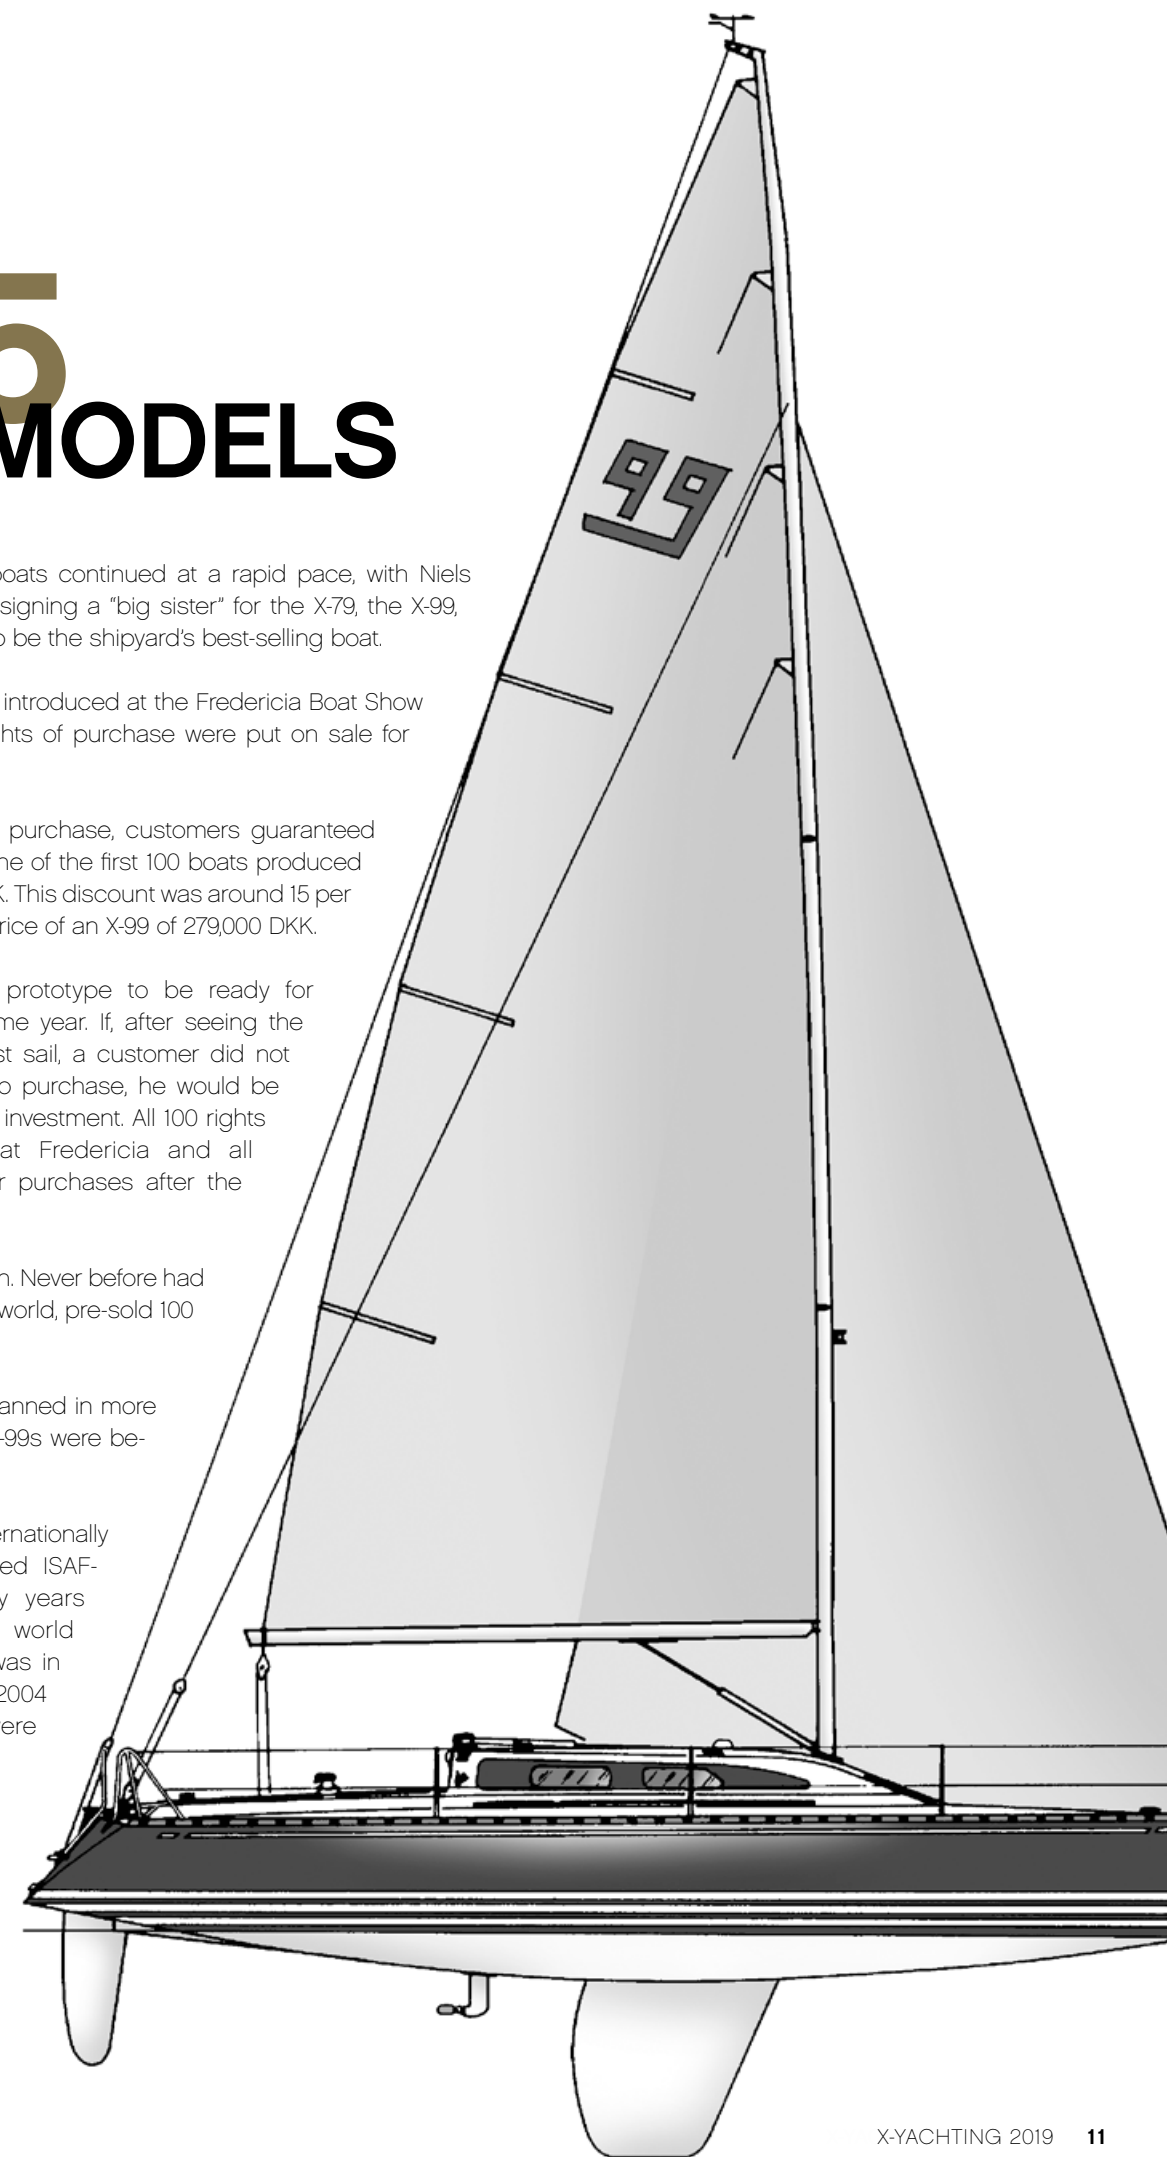 5
MODELS
boats continued at a rapid pace, with Niels
signing a “big sister” for the X-79, the X-99,
o be the shipyard’s best-selling boat.
introduced at the Fredericia Boat Show
hts of purchase were put on sale for
purchase, customers guaranteed
ne of the first 100 boats produced
K. This discount was around 15 per
rice of an X-99 of 279,000 DKK.
prototype to be ready for
me year. If, after seeing the
st sail, a customer did not
o purchase, he would be
investment. All 100 rights
at Fredericia and all
r purchases after the
n. Never before had
world, pre-sold 100
anned in more
-99s were be-
ernationally
ed ISAF-
y years
world
was in
2004
were
99
X-YACHTING 2019 11